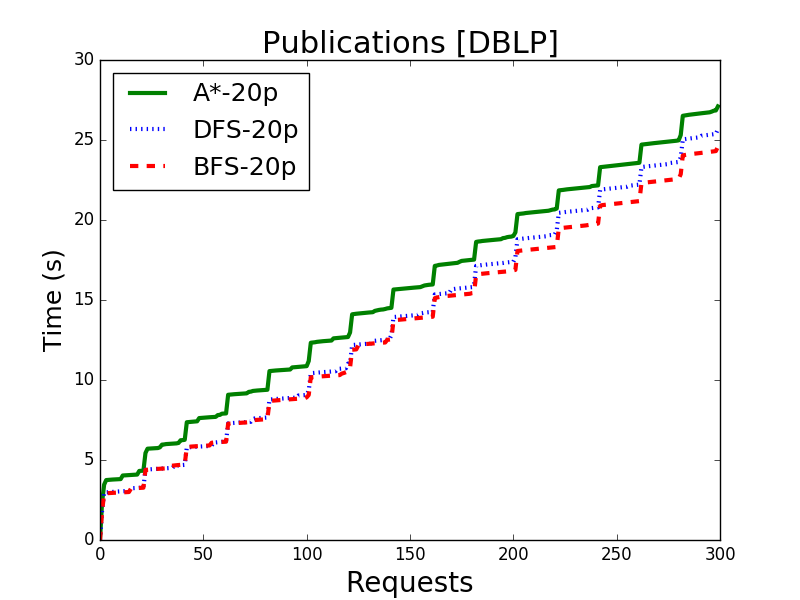 Publications [DBLP]
A*-20p
DFS-20p
BFS-20p
Time (s)
30
25
20
15
10
5
0
0 50 100 150 200 250 300
Requests